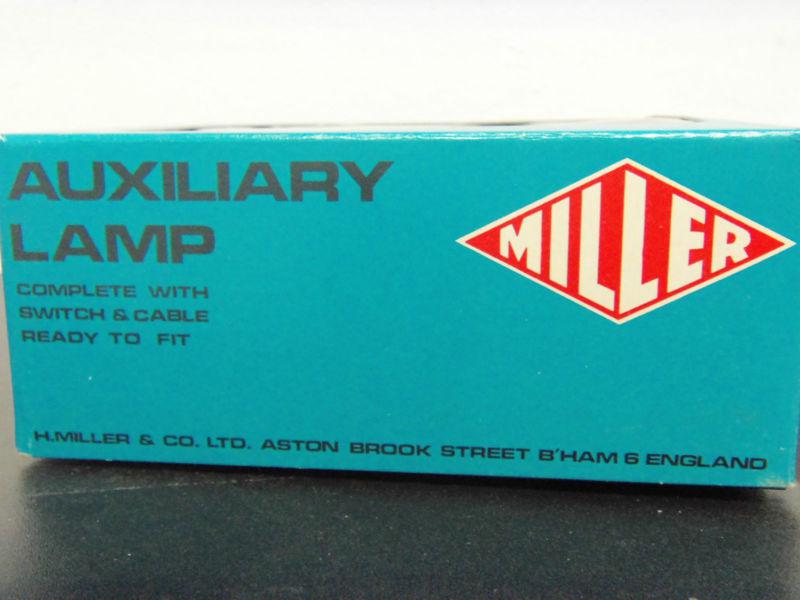 AUXILIARY
LAMP
COMPLETE WITH
SWITCH & CABLE
READY TO FIT
MILLER
H.MILLER & CO. LTD. ASTON BROOK STREET B'HAM 6 ENGLAND